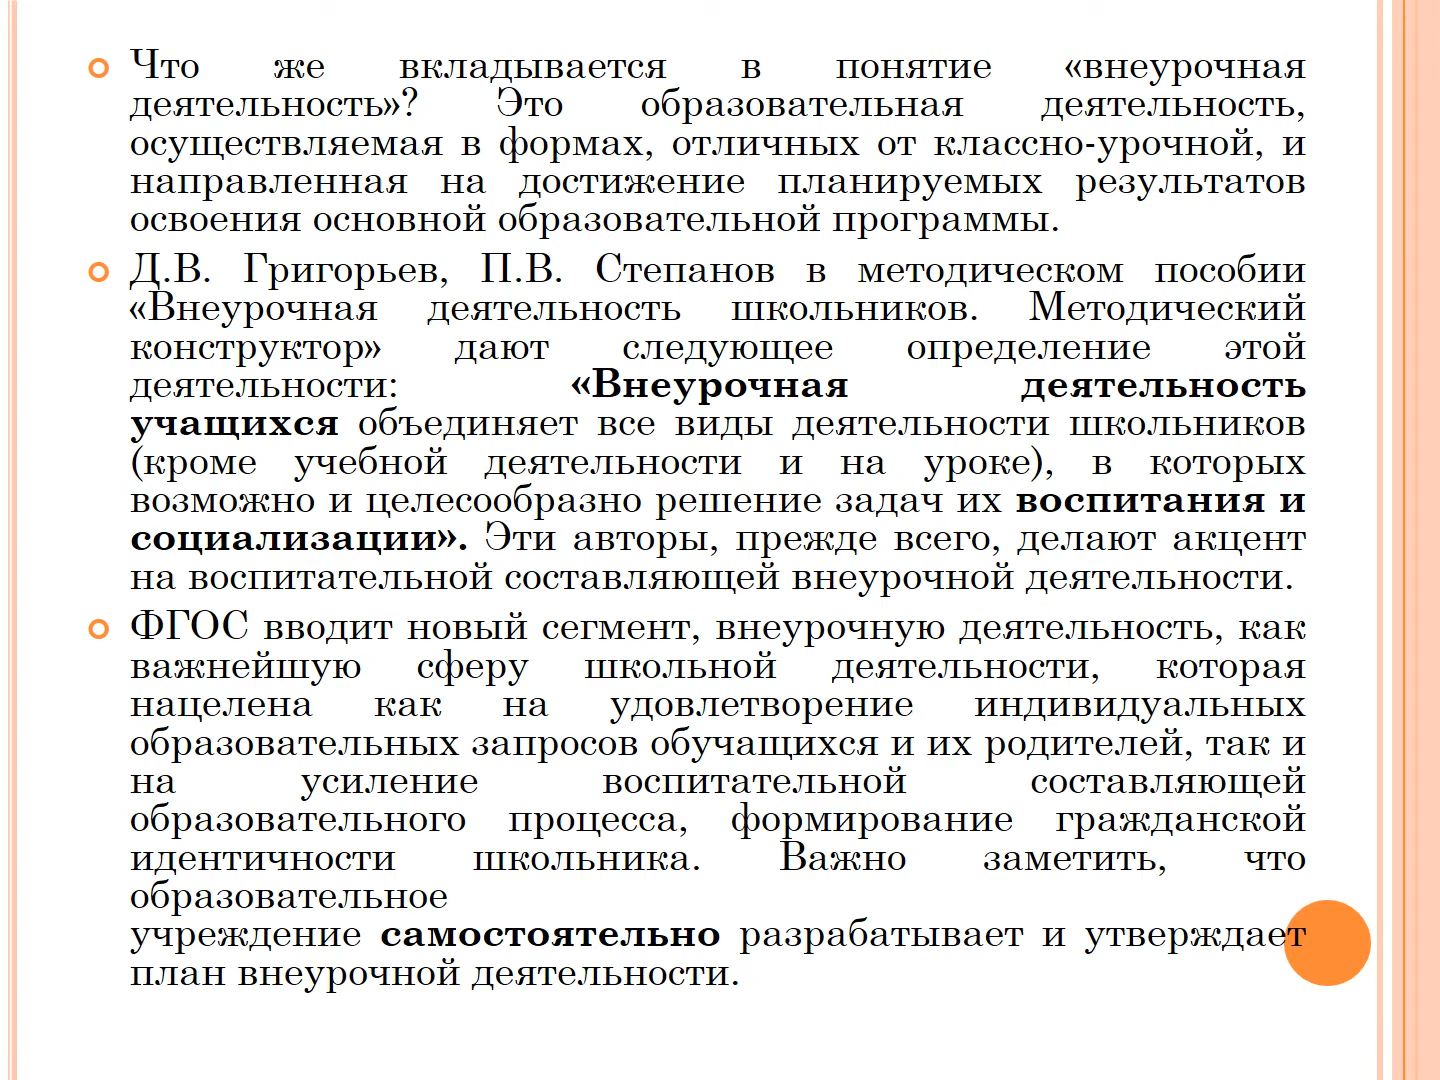 Что же вкладывается в понятие «внеурочная
деятельность»? Это образовательная деятельность,
осуществляемая в формах, отличных от классно-урочной, и
направленная на достижение планируемых результатов
освоения основной образовательной программы.
Д.В. Григорьев, П.В. Степанов в методическом пособии
«Внеурочная деятельность школьников. Методический
конструктор» дают следующее определение этой
деятельности: «Внеурочная деятельность
учащихся объединяет все виды деятельности школьников
(кроме учебной деятельности и на уроке), в которых
возможно и целесообразно решение задач их воспитания и
социализации». Эти авторы, прежде всего, делают акцент
на воспитательной составляющей внеурочной деятельности.
ФГОС вводит новый сегмент, внеурочную деятельность, как
важнейшую сферу школьной деятельности, которая
нацелена как на удовлетворение индивидуальных
образовательных запросов обучащихся и их родителей, так и
на усиление воспитательной составляющей
образовательного процесса, формирование гражданской
идентичности школьника. Важно заметить, что
образовательное
учреждение самостоятельно разрабатывает и утверждает
план внеурочной деятельности.